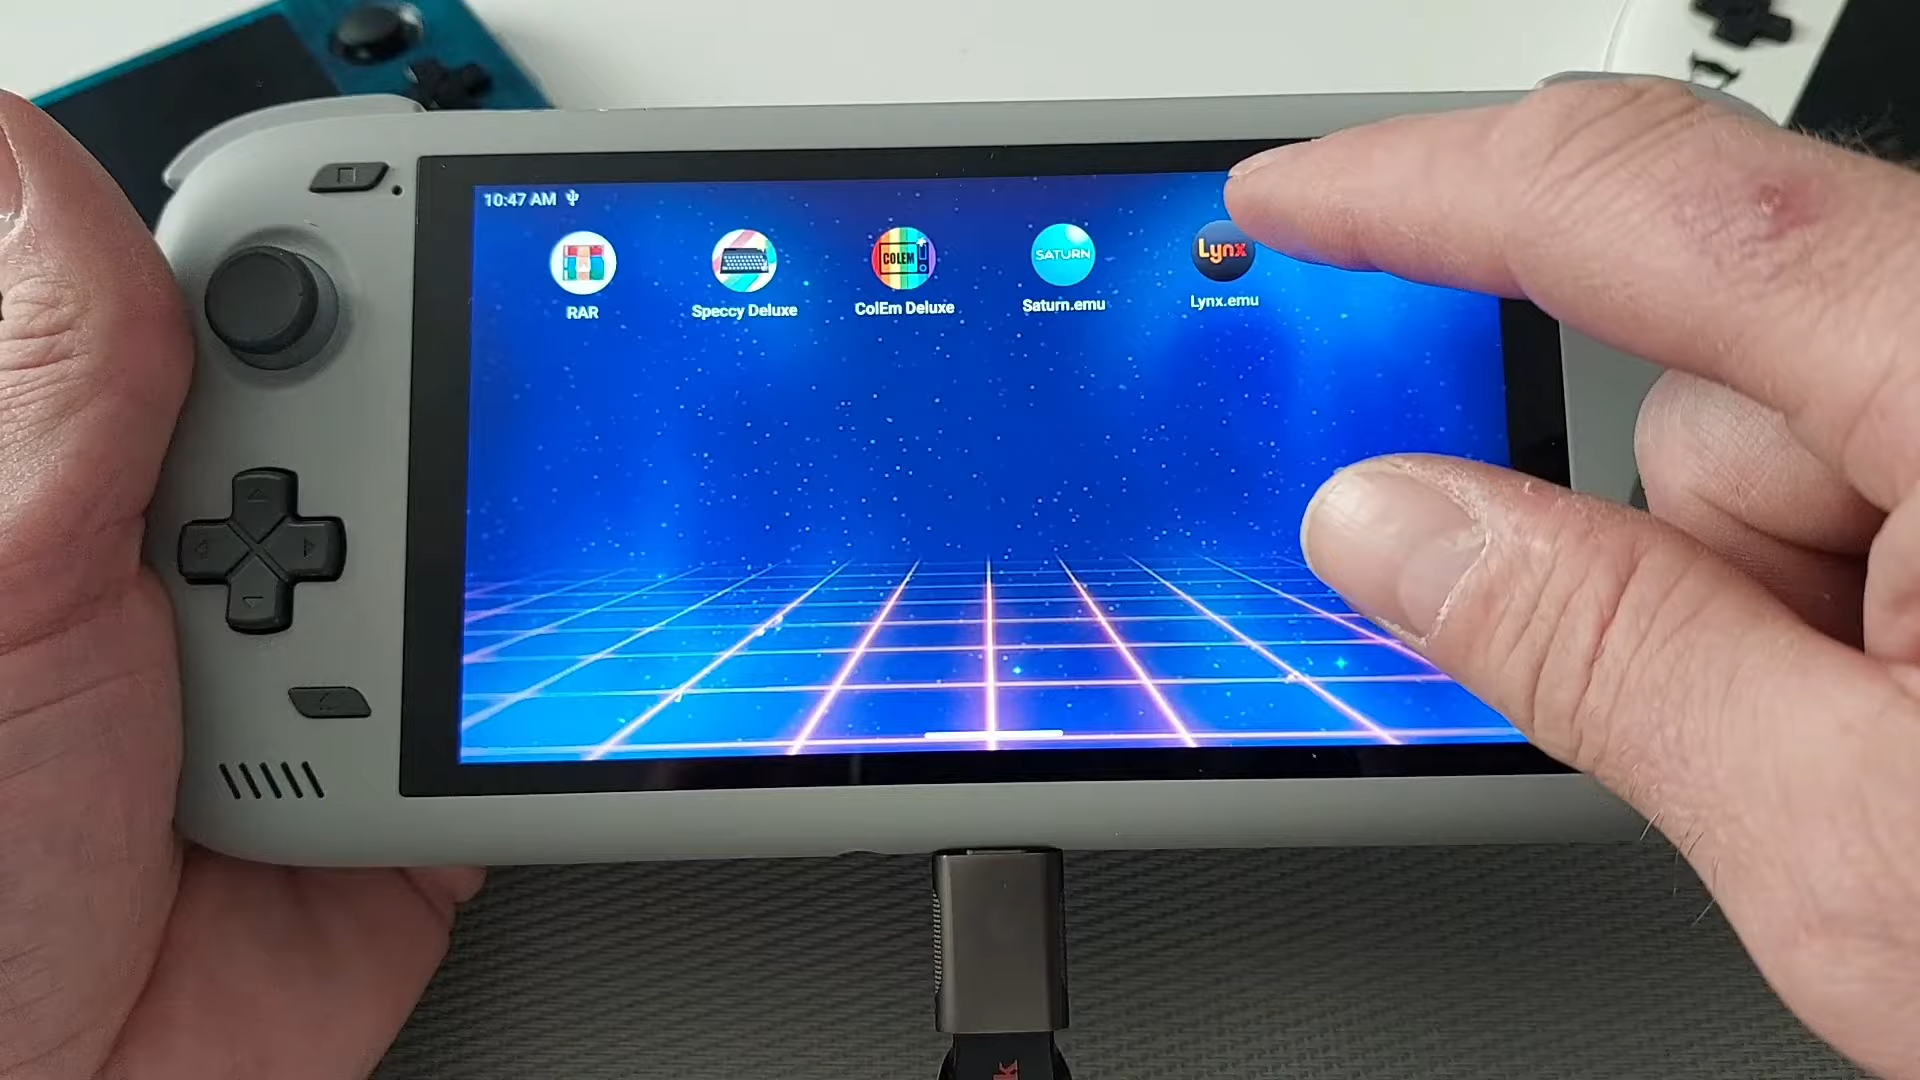 10:47 AM
SATURN
Lynx
COLEM
RAR
Speccy Deluxe
ColEm Deluxe
Saturn.emu
Lynx.emu